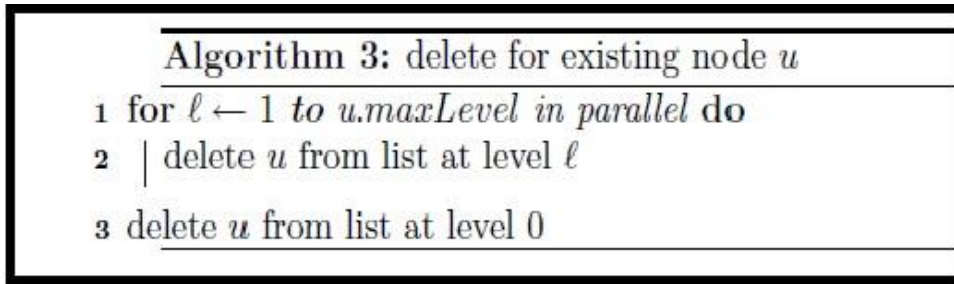 Algorithm 3: delete for existing node u
1 for ℓ ← 1 to u.maxLevel in parallel do
2 delete u from list at level ℓ
3 delete u from list at level 0